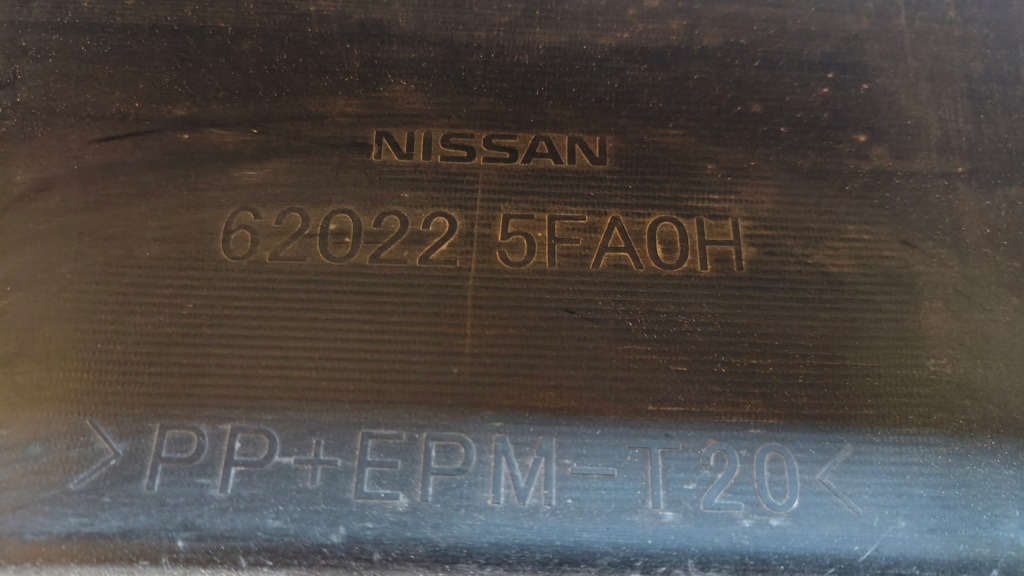 NISSAN
62022 5FA0H
>PP+EPM-T20<